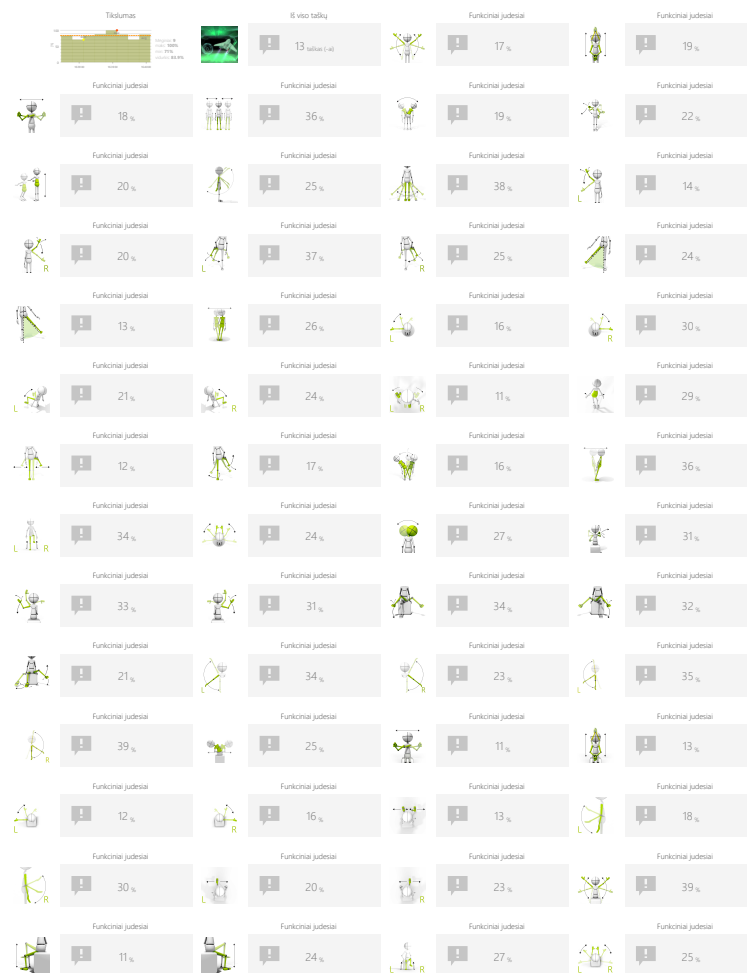 Tikslumas Iš viso taškų Funkciniai judesiai Funkciniai judesiai
13 taškas (-ai) 17 % 19 %
Funkciniai judesiai Funkciniai judesiai Funkciniai judesiai Funkciniai judesiai
18 % 36 % 19 % 22 %
Funkciniai judesiai Funkciniai judesiai Funkciniai judesiai Funkciniai judesiai
20 % 25 % 38 % L 14 %
Funkciniai judesiai Funkciniai judesiai Funkciniai judesiai Funkciniai judesiai
R 20 % L 37 % R 25 % 24 %
Funkciniai judesiai Funkciniai judesiai Funkciniai judesiai Funkciniai judesiai
13 % 26 % L 16 % R 30 %
Funkciniai judesiai Funkciniai judesiai Funkciniai judesiai Funkciniai judesiai
L 21 % R 24 % L R 11 % 29 %
Funkciniai judesiai Funkciniai judesiai Funkciniai judesiai Funkciniai judesiai
12 % 17 % 16 % 36 %
Funkciniai judesiai Funkciniai judesiai Funkciniai judesiai Funkciniai judesiai
L R 34 % 24 % 27 % 31 %
Funkciniai judesiai Funkciniai judesiai Funkciniai judesiai Funkciniai judesiai
33 % 31 % 34 % 32 %
Funkciniai judesiai Funkciniai judesiai Funkciniai judesiai Funkciniai judesiai
21 % L 34 % R 23 % L 35 %
Funkciniai judesiai Funkciniai judesiai Funkciniai judesiai Funkciniai judesiai
R 39 % 25 % 11 % 13 %
Funkciniai judesiai Funkciniai judesiai Funkciniai judesiai Funkciniai judesiai
L 12 % R 16 % 13 % L 18 %
Funkciniai judesiai Funkciniai judesiai Funkciniai judesiai Funkciniai judesiai
R 30 % L 20 % R 23 % 39 %
Funkciniai judesiai Funkciniai judesiai Funkciniai judesiai Funkciniai judesiai
11 % 24 % L R 27 % L R 25 %